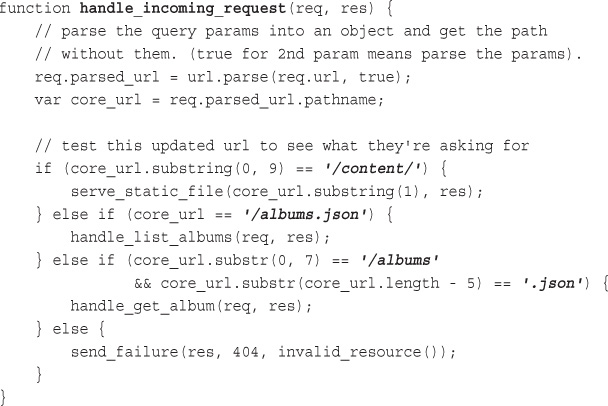 function handle_incoming_request(req, res) {
    // parse the query params into an object and get the path
    // without them. (true for 2nd param means parse the params).
    req.parsed_url = url.parse(req.url, true);
    var core_url = req.parsed_url.pathname;

    // test this updated url to see what they're asking for
    if (core_url.substring(0, 9) == '/content/') {
        serve_static_file(core_url.substring(1), res);
    } else if (core_url == '/albums.json') {
        handle_list_albums(req, res);
    } else if (core_url.substr(0, 7) == '/albums'
               && core_url.substr(core_url.length - 5) == '.json') {
        handle_get_album(req, res);
    } else {
        send_failure(res, 404, invalid_resource());
    }
}